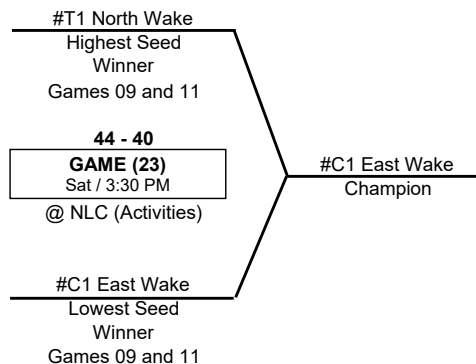 #T1 North Wake
Highest Seed
Winner
Games 09 and 11
44 - 40
GAME (23)
Sat / 3:30 PM
@ NLC (Activities)
#C1 East Wake
Champion
#C1 East Wake
Lowest Seed
Winner
Games 09 and 11